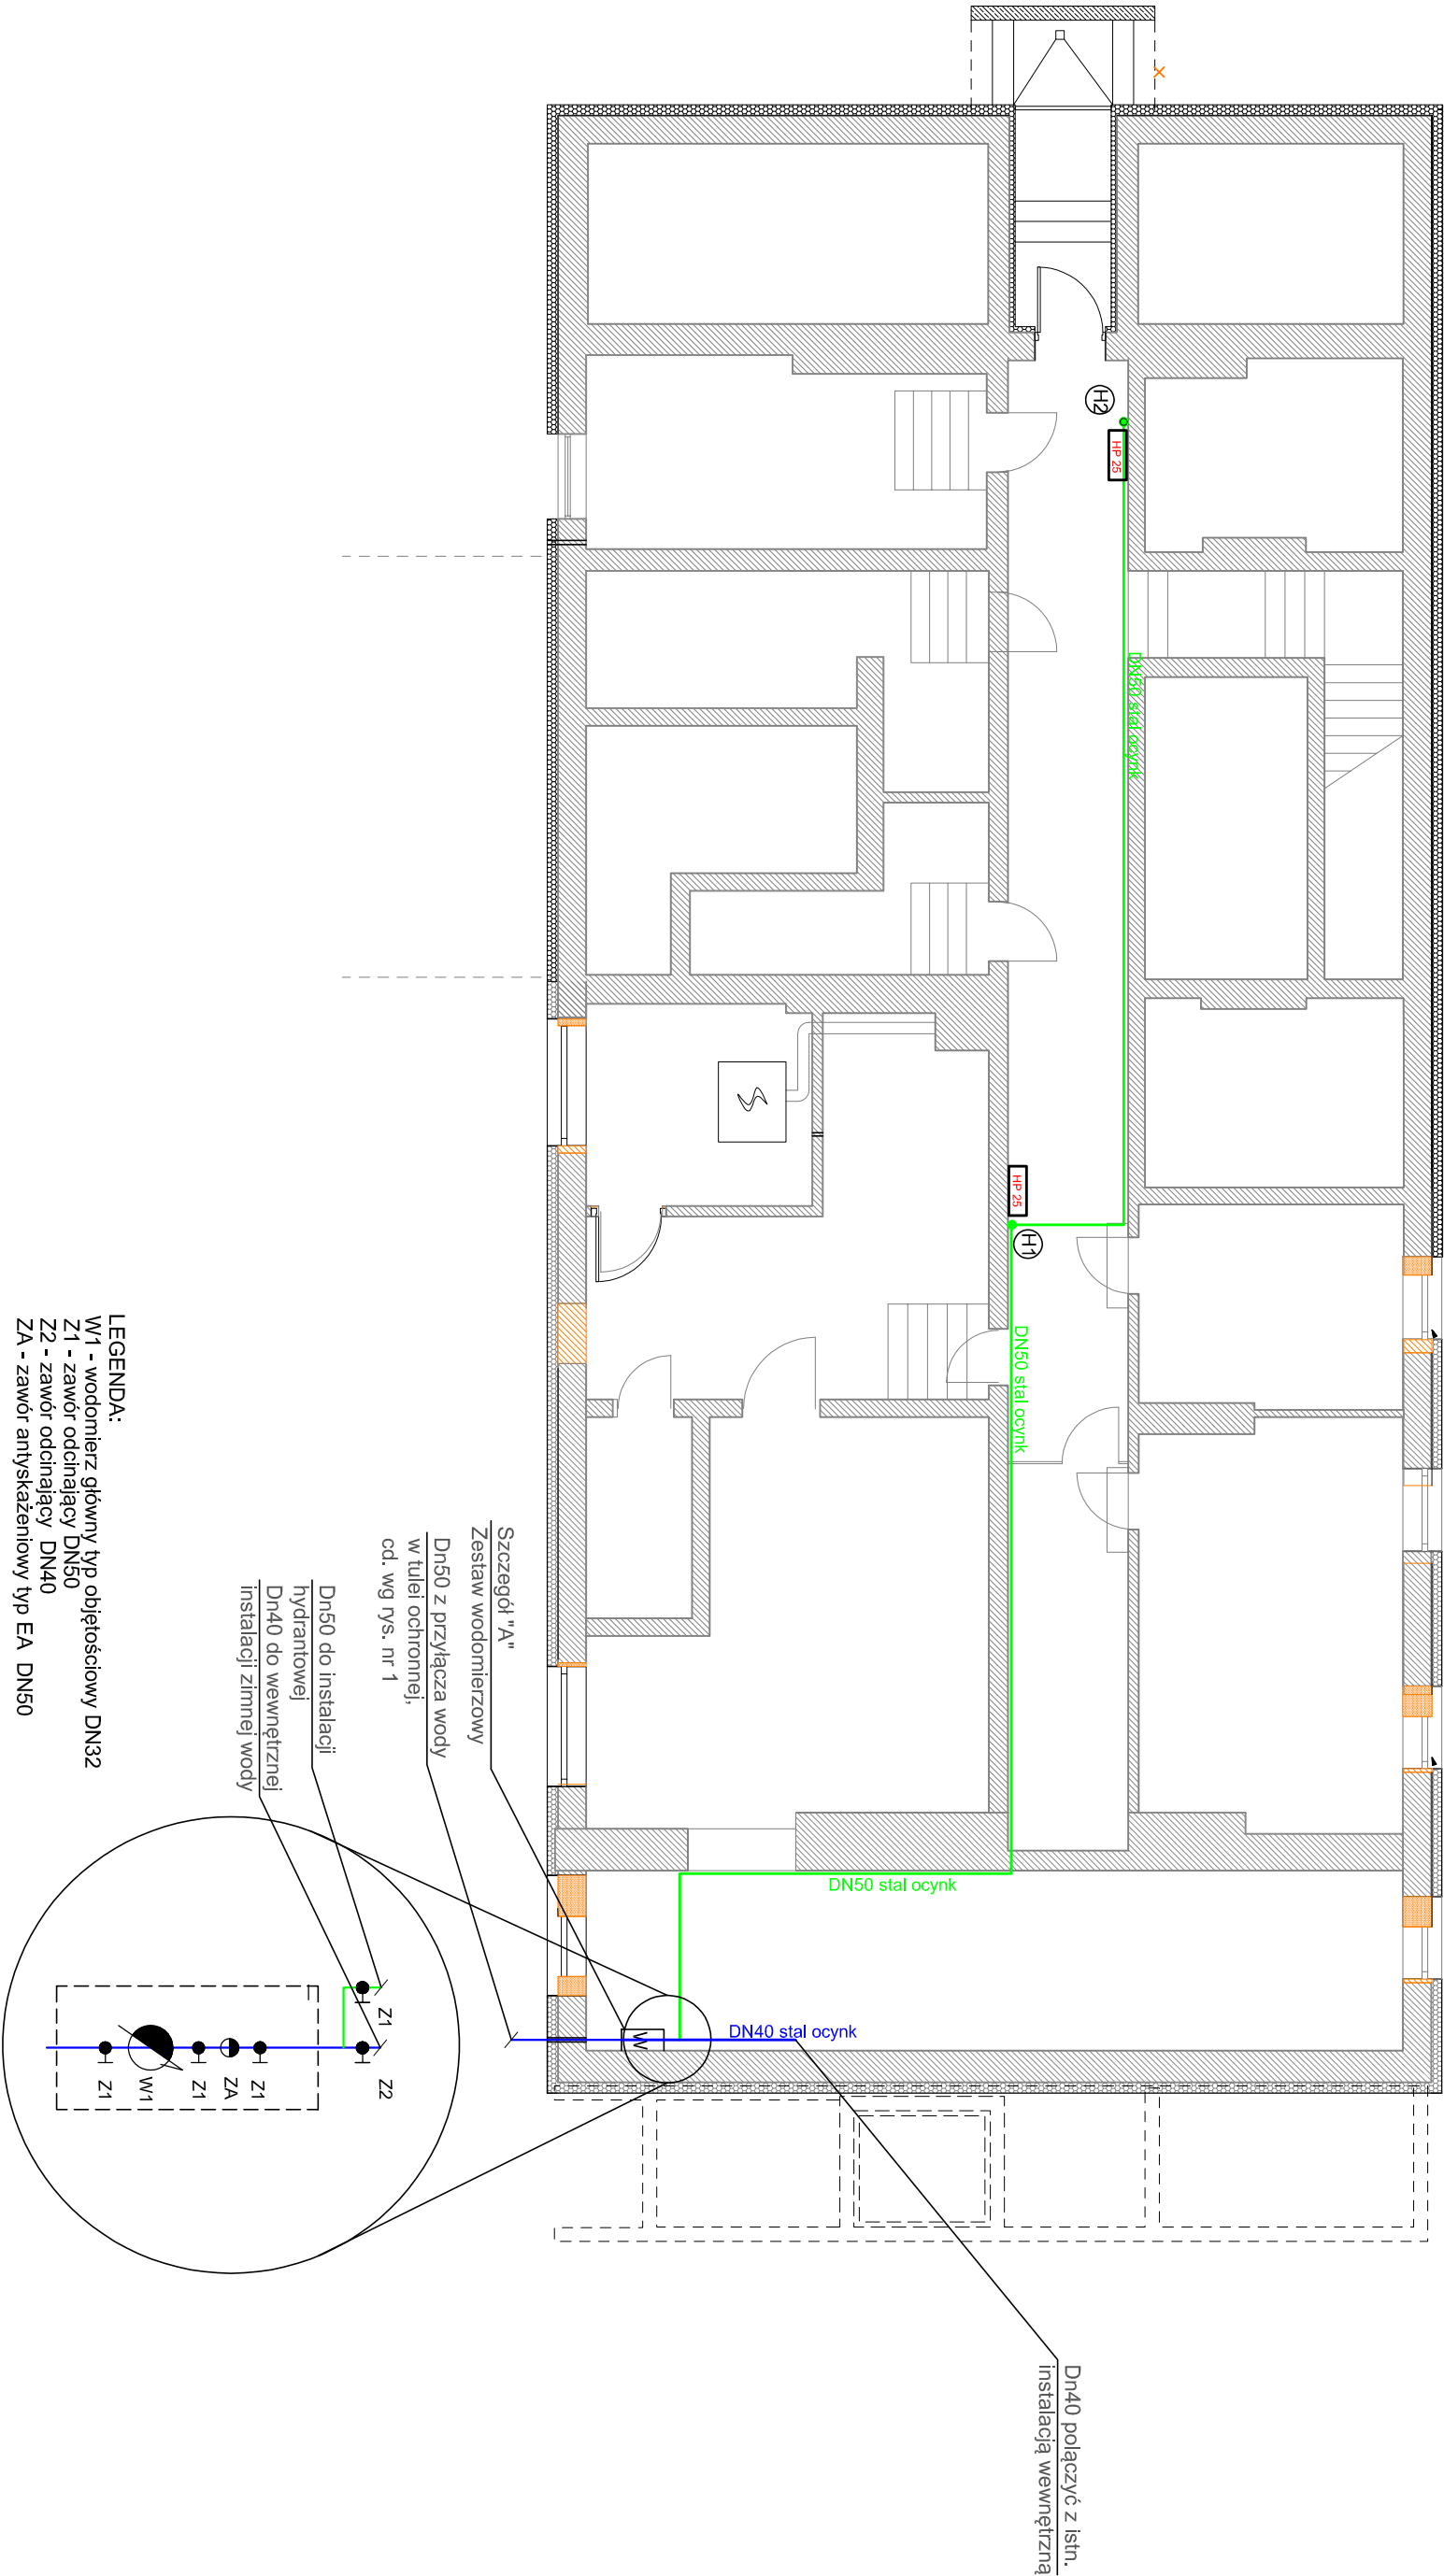 H2
HP 25
DN50 stal ocynk
HP 25
H1
DN50 stal ocynk
DN50 stal ocynk
DN40 stal ocynk
W
Dn40 połączyć z istn.
instalacją wewnętrzną
Szczegół "A"
Zestaw wodomierzowy
Dn50 z przyłącza wody
w tulei ochronnej,
cd. wg rys. nr 1
Dn50 do instalacji
hydrantowej
Dn40 do wewnętrznej
instalacji zimnej wody
Z1
Z2
Z1
ZA
Z1
W1
Z1
LEGENDA:
W1 - wodomierz główny typ objętościowy DN32
Z1 - zawór odcinający DN50
Z2 - zawór odcinający DN40
ZA - zawór antyskażeniowy typ EA DN50